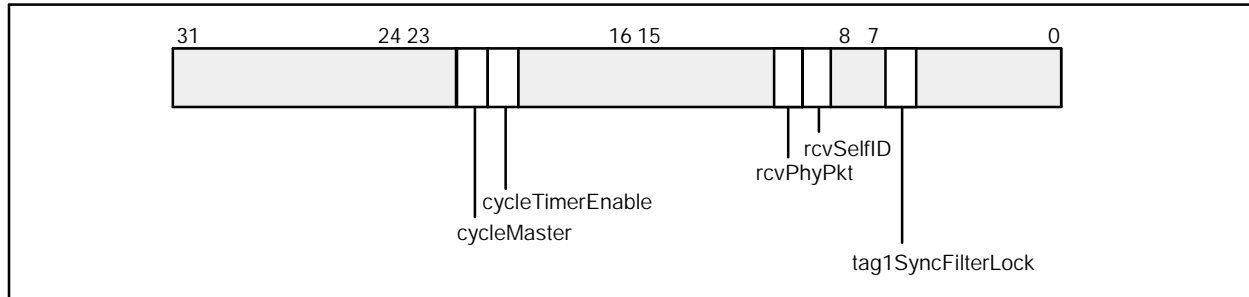 31 24 23 16 15 8 7 0
rcvSelfID
rcvPhyPkt
cycleTimerEnable
cycleMaster
tag1SyncFilterLock